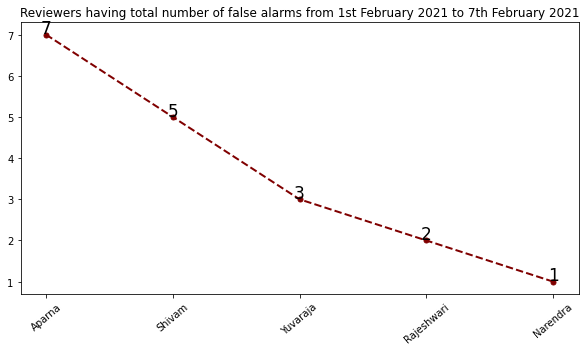 Reviewers having total number of false alarms from 1st February 2021 to 7th February 2021
7
6
5
4
3
2
1
7
5
3
2
1
Aparna
Shivam
Yuvaraja
Rajeshwari
Narendra